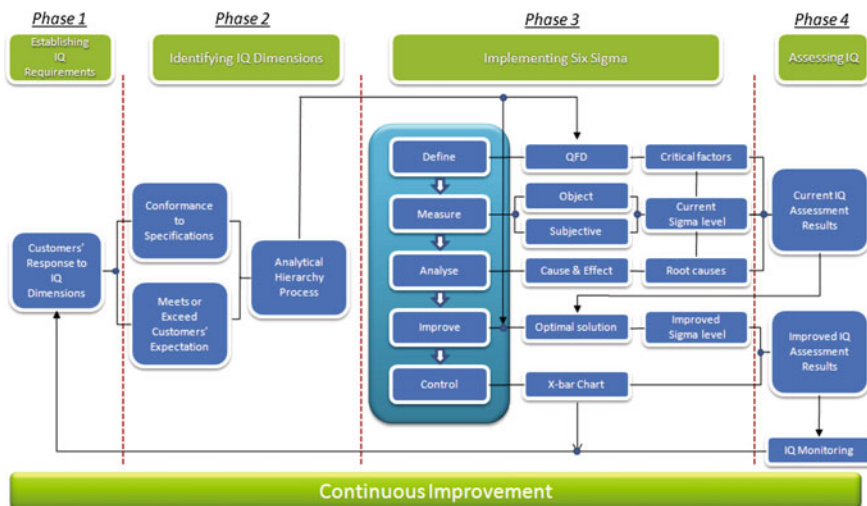 Phase 1
Phase 2
Phase 3
Phase 4
Establishing
IQ
Requirements
Identifying IQ Dimensions
Implementing Six Sigma
Assessing IQ
Define
QFD
Critical factors
Conformance
to
Specifications
Object
Measure
Subjective
Current
Sigma level
Current IQ
Assessment
Results
Customers'
Response to
IQ
Dimensions
Analytical
Hierarchy
Process
Analyse
Cause & Effect
Root causes
Meets or
Exceed
Customers'
Expectation
Improve
Optimal solution
Improved
Sigma level
Improved IQ
Assessment
Results
Control
X-bar Chart
IQ Monitoring
Continuous Improvement